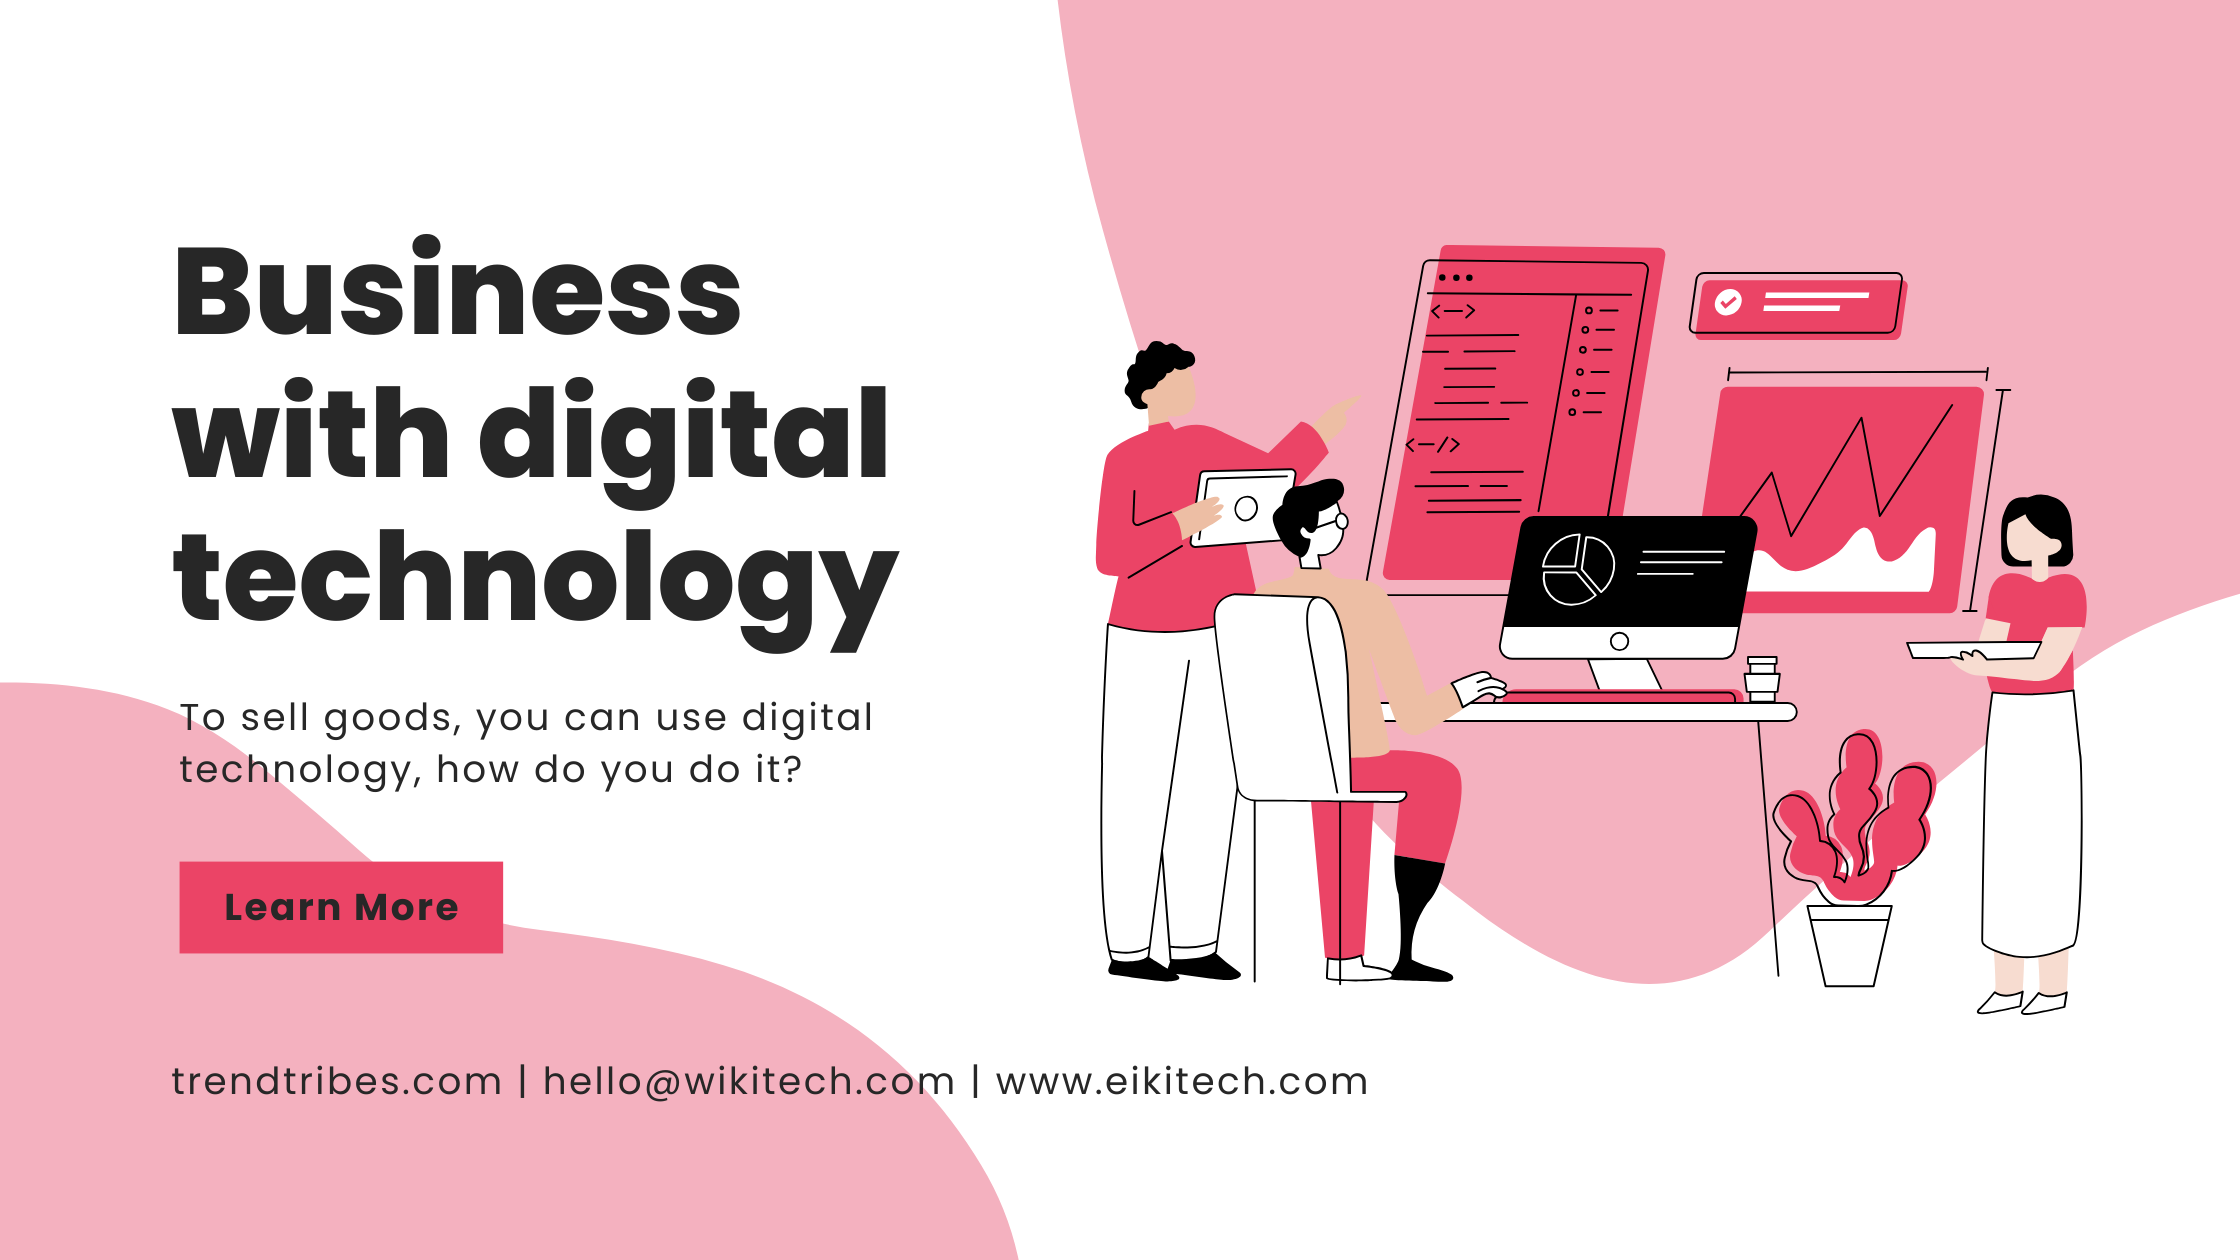 Business
with digital
technology
To sell goods, you can use digital
technology, how do you do it?
Learn More
trendtribes.com | hello@wikitech.com | www.eikitech.com